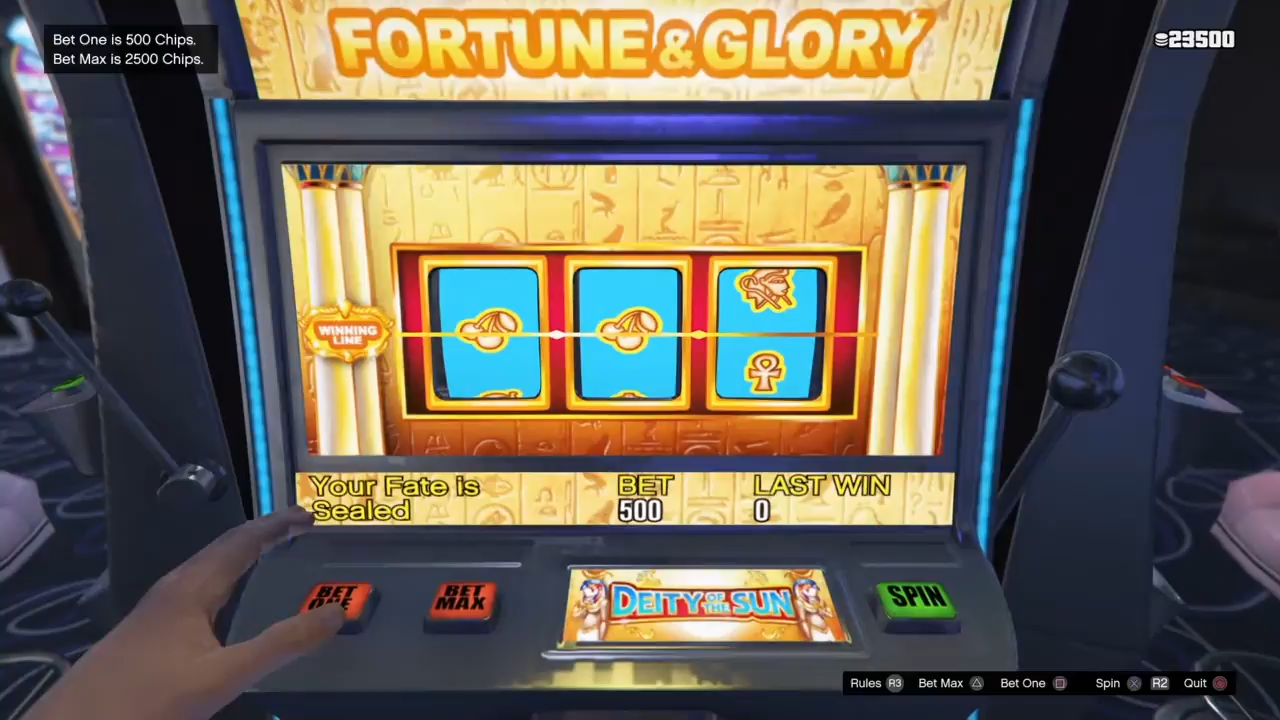 Bet One is 500 Chips.
Bet Max is 2500 Chips.
23500
FORTUNE & GLORY
WINNING
LINE
Your Fate is
Sealed
BET
500
LAST WIN
0
BET
ONE
BET
MAX
DEITY OF THE SUN
SPIN
Rules R3 Bet Max Bet One Spin R2 Quit